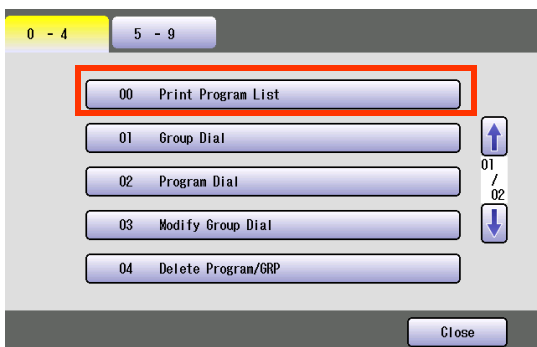 0 - 4
5 - 9
00 Print Program List
01 Group Dial
02 Program Dial
03 Modify Group Dial
04 Delete Program/GRP
01
/
02
Close